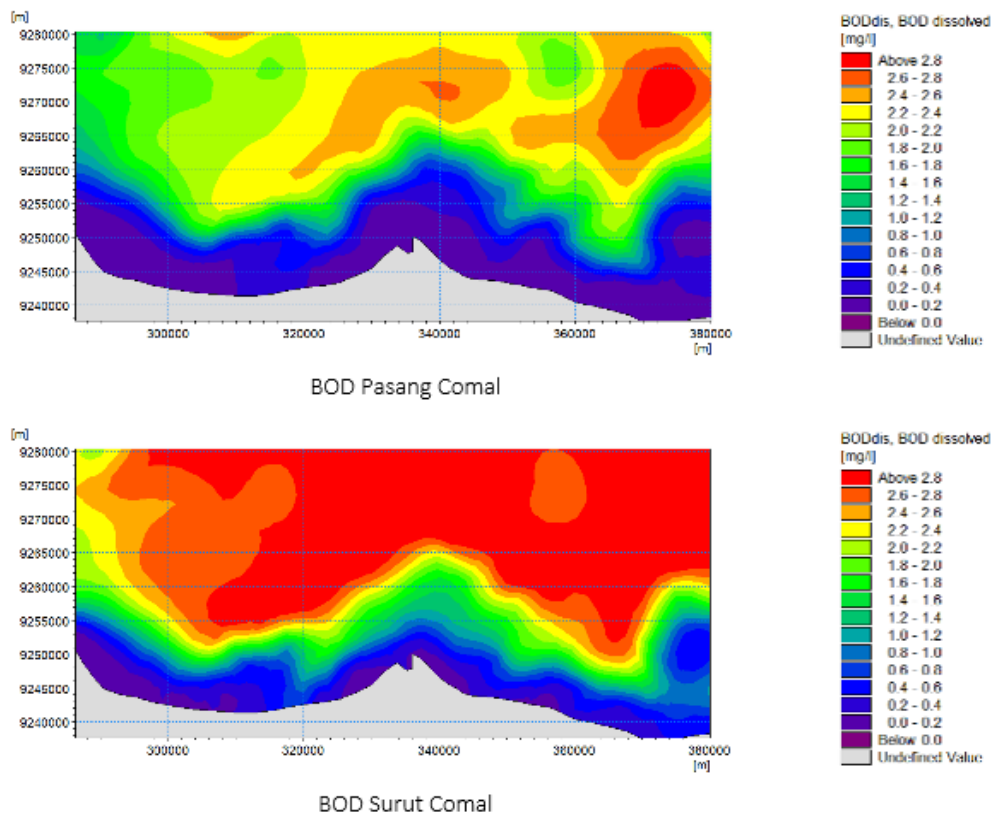 [m]
9280000
9275000
9270000
9265000
9260000
9255000
9250000
9245000
9240000
300000 320000 340000 360000 380000
[m]
BODdis, BOD dissolved
[mg/l]
Above 2.8
2.6 - 2.8
2.4 - 2.6
2.2 - 2.4
2.0 - 2.2
1.8 - 2.0
1.6 - 1.8
1.4 - 1.6
1.2 - 1.4
1.0 - 1.2
0.8 - 1.0
0.6 - 0.8
0.4 - 0.6
0.2 - 0.4
0.0 - 0.2
Below 0.0
Undefined Value
BOD Pasang Comal
[m]
9280000
9275000
9270000
9265000
9260000
9255000
9250000
9245000
9240000
300000 320000 340000 360000 380000
[m]
BODdis, BOD dissolved
[mg/l]
Above 2.8
2.6 - 2.8
2.4 - 2.6
2.2 - 2.4
2.0 - 2.2
1.8 - 2.0
1.6 - 1.8
1.4 - 1.6
1.2 - 1.4
1.0 - 1.2
0.8 - 1.0
0.6 - 0.8
0.4 - 0.6
0.2 - 0.4
0.0 - 0.2
Below 0.0
Undefined Value
BOD Surut Comal